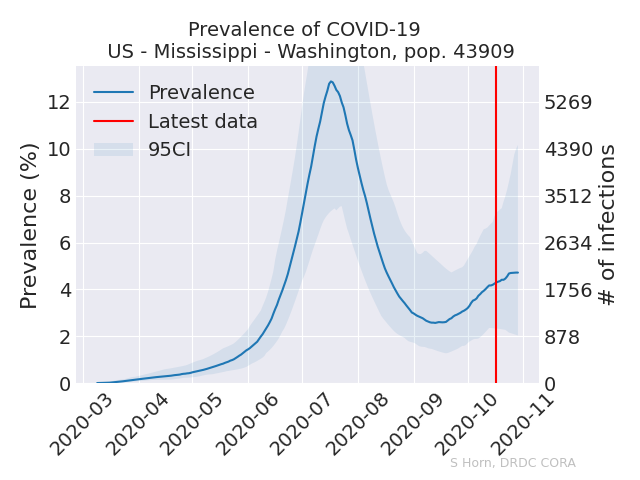 Prevalence of COVID-19
US - Mississippi - Washington, pop. 43909
Prevalence
Latest data
95CI
Prevalence (%)
12
10
8
6
4
2
0
5269
4390
3512
2634
1756
878
0
# of infections
2020-03
2020-04
2020-05
2020-06
2020-07
2020-08
2020-09
2020-10
2020-11
S Horn, DRDC CORA